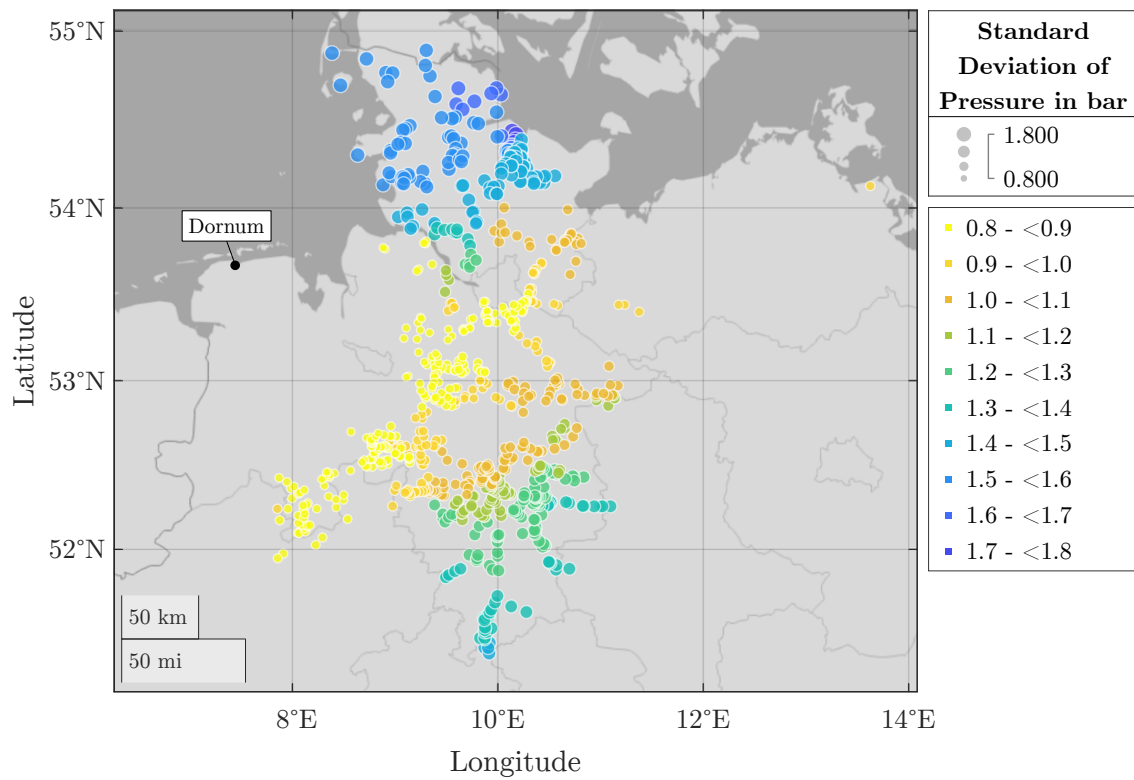 55°N
54°N
53°N
52°N
Latitude
Dornum
50 km
50 mi
8°E
10°E
12°E
14°E
Longitude
Standard
Deviation of
Pressure in bar
1.800
0.800
0.8 - <0.9
0.9 - <1.0
1.0 - <1.1
1.1 - <1.2
1.2 - <1.3
1.3 - <1.4
1.4 - <1.5
1.5 - <1.6
1.6 - <1.7
1.7 - <1.8